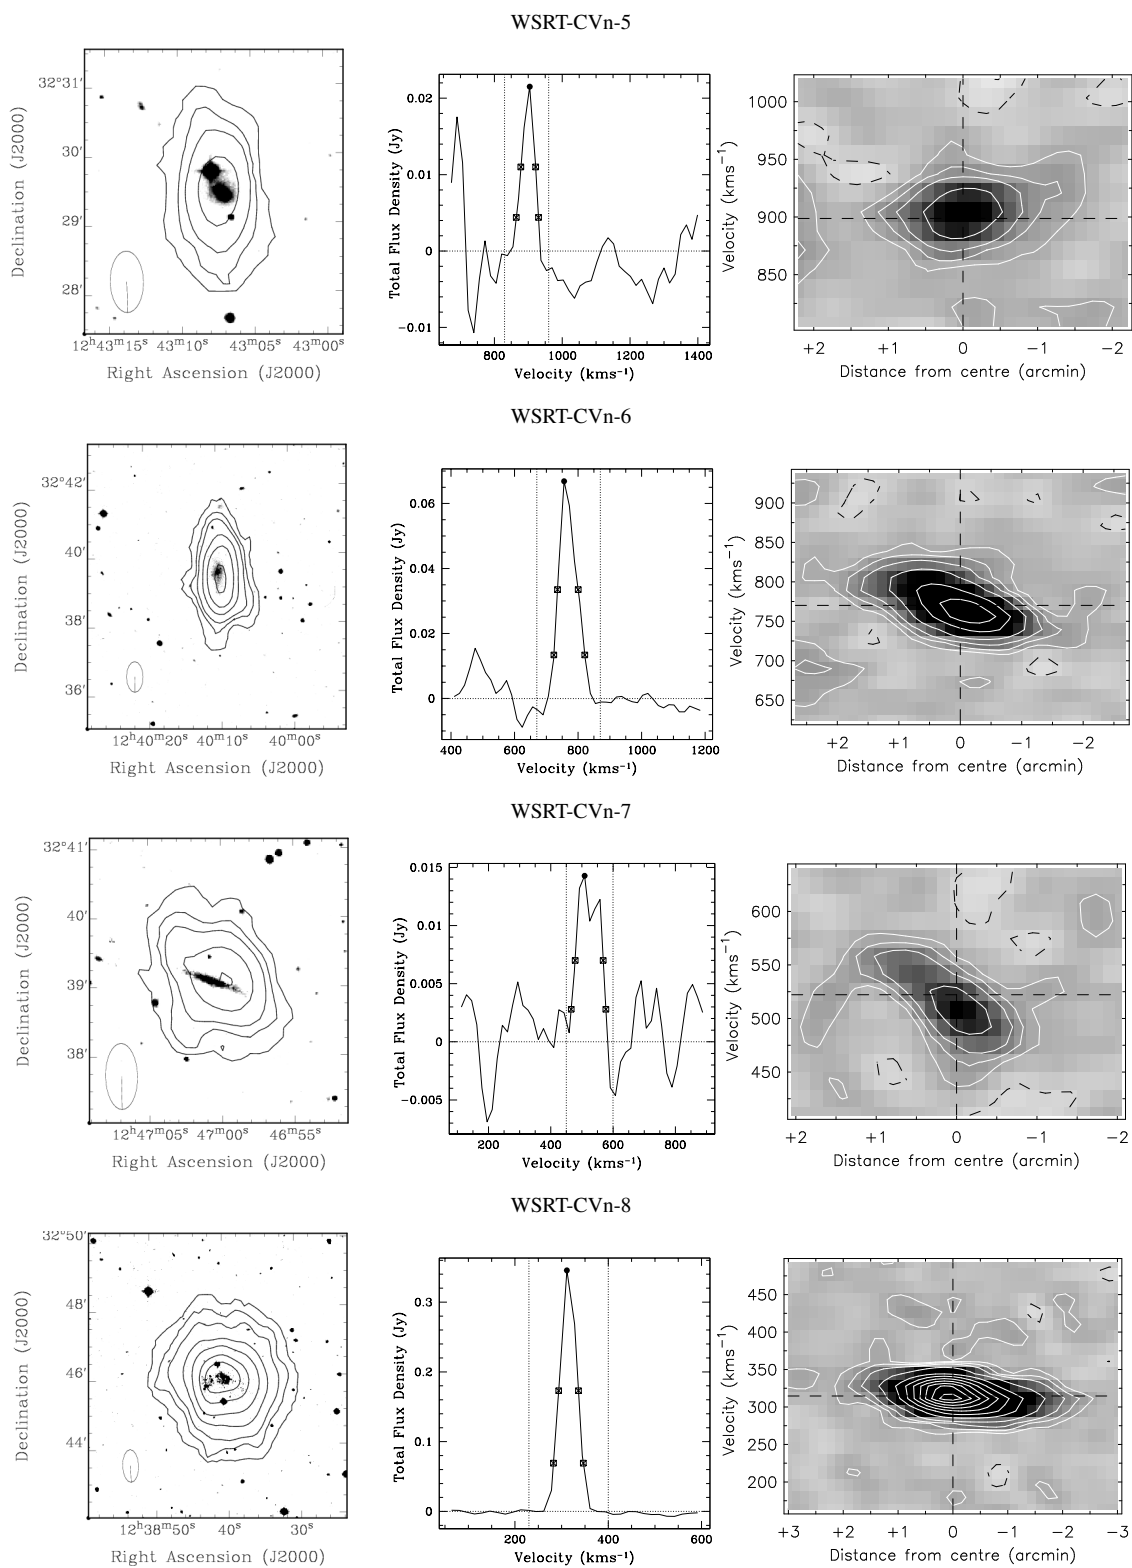 WSRT-CVn-5
32°31′
30′
29′
28′
Declination (J2000)
12ʰ43ᵐ15ˢ 43ᵐ10ˢ 43ᵐ05ˢ 43ᵐ00ˢ
Right Ascension (J2000)
Total Flux Density (Jy)
0.02
0.01
0
−0.01
800 1000 1200 1400
Velocity (kms⁻¹)
Velocity (kms⁻¹)
1000
950
900
850
+2 +1 0 −1 −2
Distance from centre (arcmin)
WSRT-CVn-6
32°42′
40′
38′
36′
Declination (J2000)
12ʰ40ᵐ20ˢ 40ᵐ10ˢ 40ᵐ00ˢ
Right Ascension (J2000)
Total Flux Density (Jy)
0.06
0.04
0.02
0
400 600 800 1000 1200
Velocity (kms⁻¹)
Velocity (kms⁻¹)
900
850
800
750
700
650
+2 +1 0 −1 −2
Distance from centre (arcmin)
WSRT-CVn-7
32°41′
40′
39′
38′
Declination (J2000)
12ʰ47ᵐ05ˢ 47ᵐ00ˢ 46ᵐ55ˢ
Right Ascension (J2000)
Total Flux Density (Jy)
0.015
0.01
0.005
0
−0.005
200 400 600 800
Velocity (kms⁻¹)
Velocity (kms⁻¹)
600
550
500
450
+2 +1 0 −1 −2
Distance from centre (arcmin)
WSRT-CVn-8
32°50′
48′
46′
44′
Declination (J2000)
12ʰ38ᵐ50ˢ 40ˢ 30ˢ
Right Ascension (J2000)
Total Flux Density (Jy)
0.3
0.2
0.1
0
200 400 600
Velocity (kms⁻¹)
Velocity (kms⁻¹)
450
400
350
300
250
200
+3 +2 +1 0 −1 −2 −3
Distance from centre (arcmin)